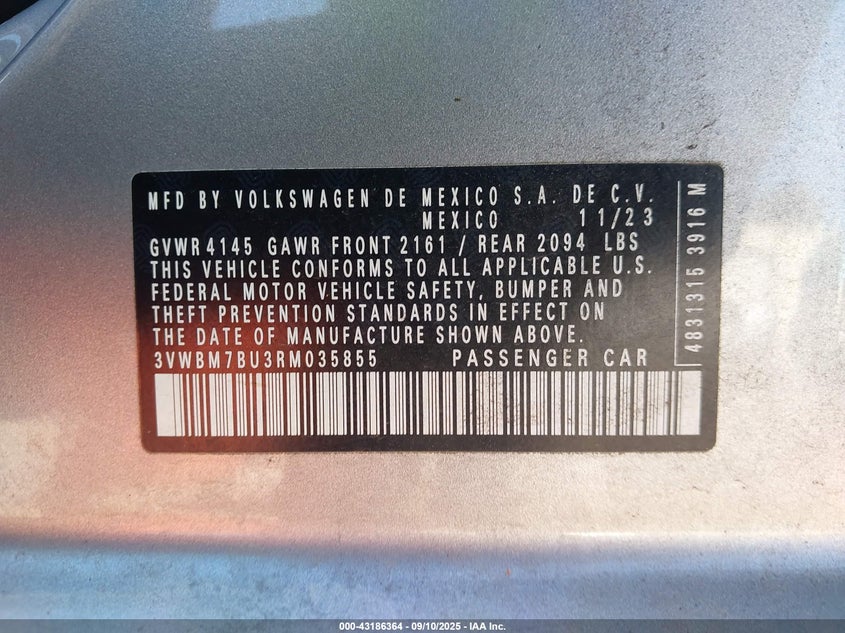 MFD BY VOLKSWAGEN DE MEXICO S.A. DE C.V.
MEXICO 11/23
GVWR 4145 GAWR FRONT 2161 / REAR 2094 LBS
THIS VEHICLE CONFORMS TO ALL APPLICABLE U.S.
FEDERAL MOTOR VEHICLE SAFETY, BUMPER AND
THEFT PREVENTION STANDARDS IN EFFECT ON
THE DATE OF MANUFACTURE SHOWN ABOVE.
3VWBM7BU3RM035855 PASSENGER CAR
4831315 3916 M
000-43186364 - 09/10/2025 - IAA Inc.